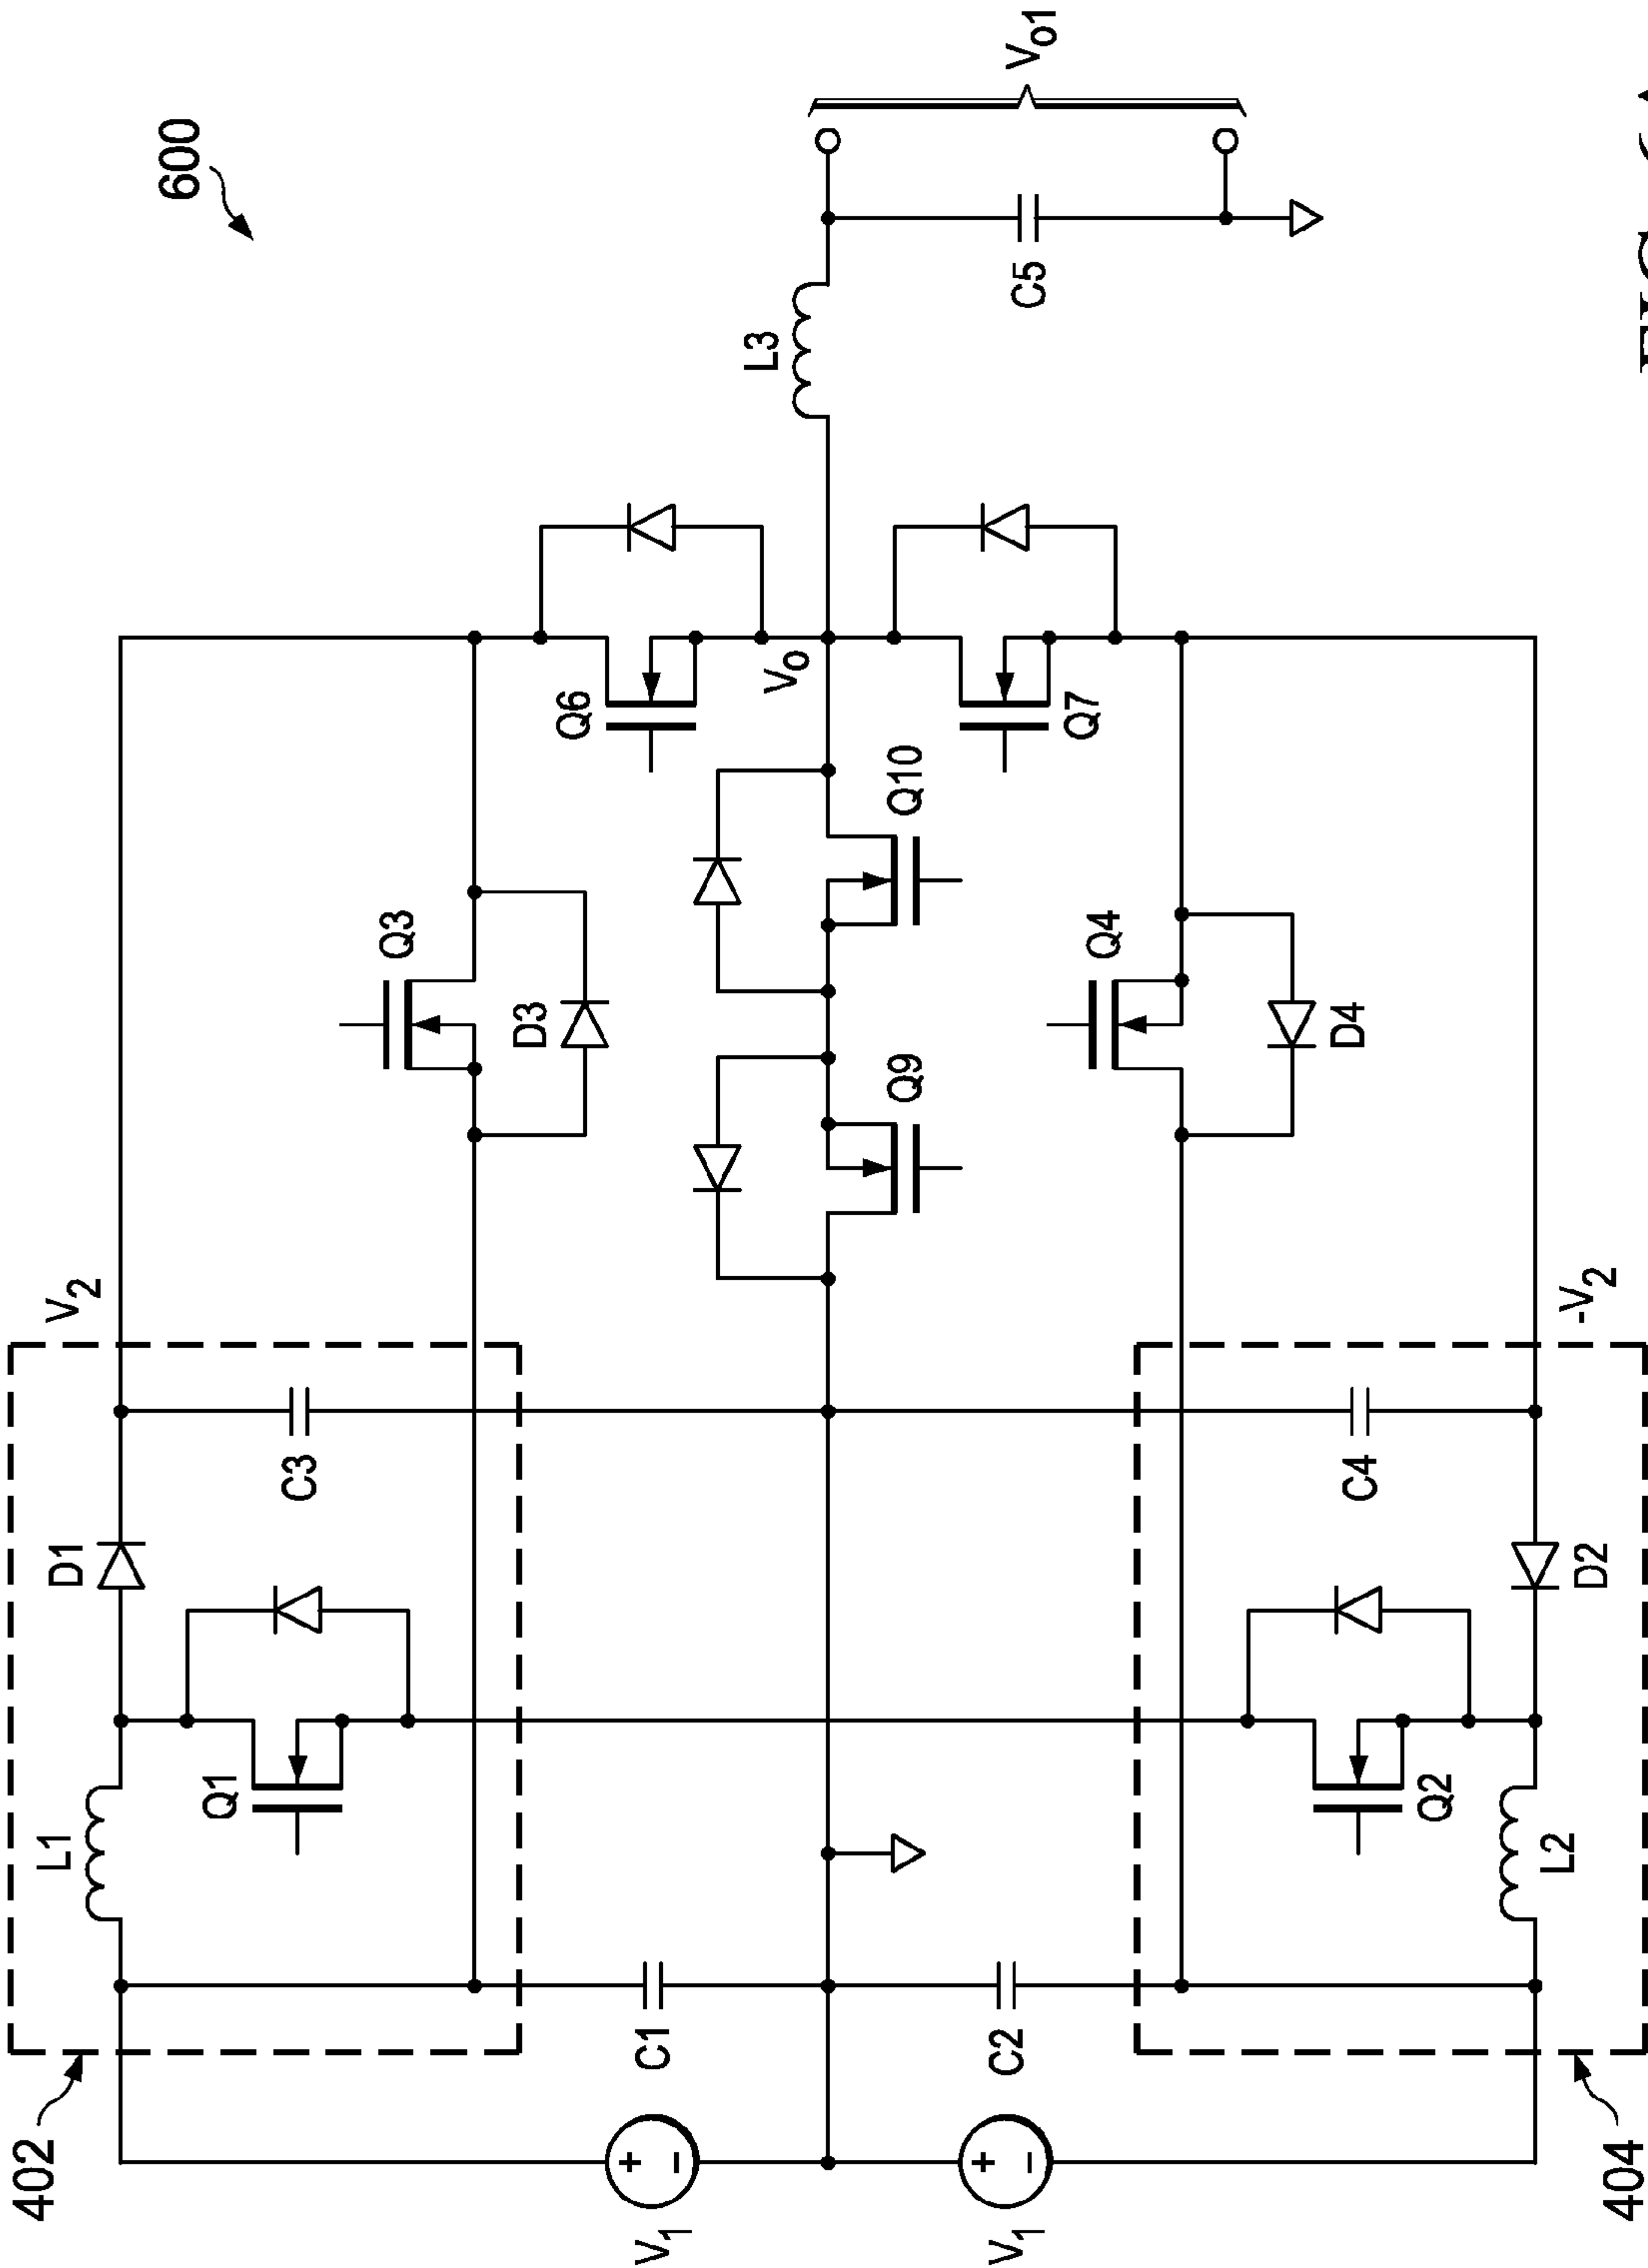 600
402
404
V₂
-V₂
L1
D1
Q1
C3
Q3
D3
Q6
Vₒ
L3
C5
Vₒ₁
V₁
+
-
V₁
+
-
C1
C2
Q9
Q10
Q7
Q4
D4
C4
Q2
L2
D2